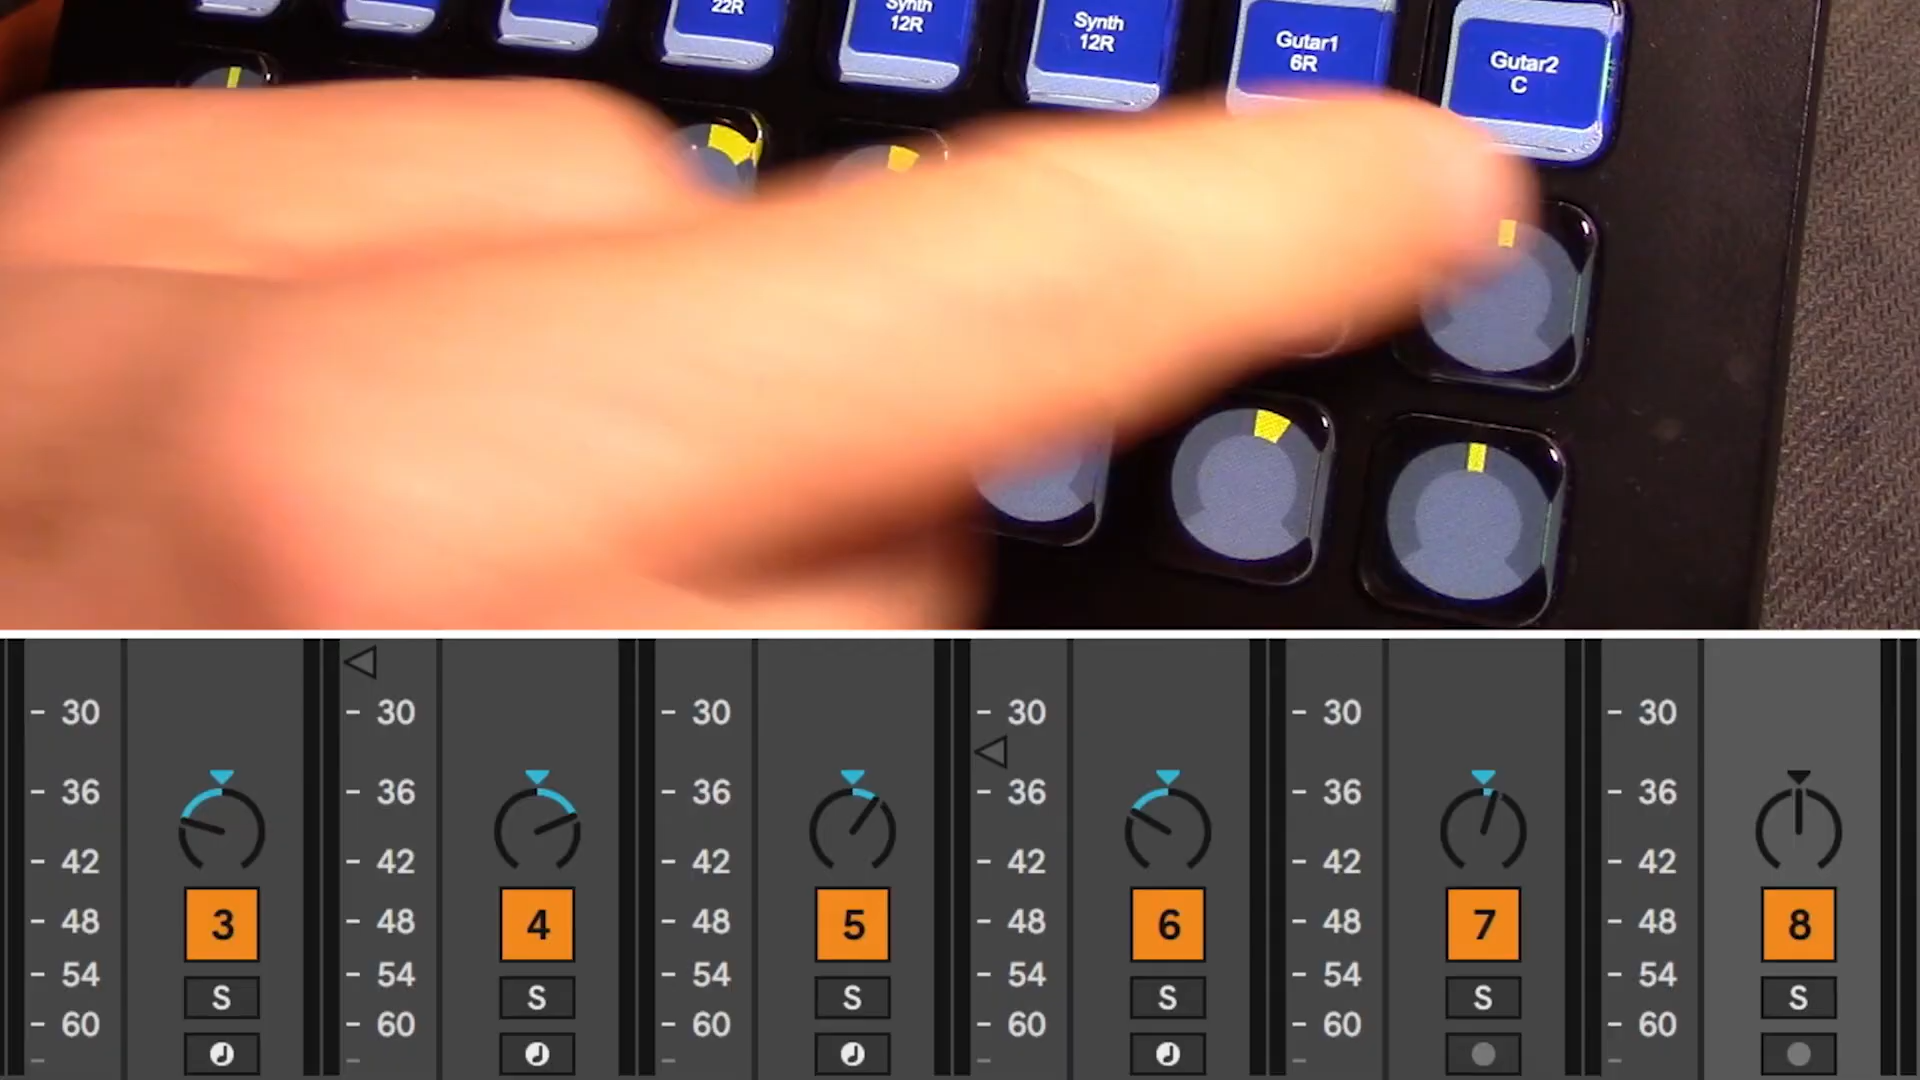 22R
Synth
12R
Synth
12R
Gutar1
6R
Gutar2
C
30 30 30 30 30 30
36 36 36 36 36 36
42 42 42 42 42 42
3 4 5 6 7 8
48 48 48 48 48 48
54 54 54 54 54 54
S S S S S S
60 60 60 60 60 60